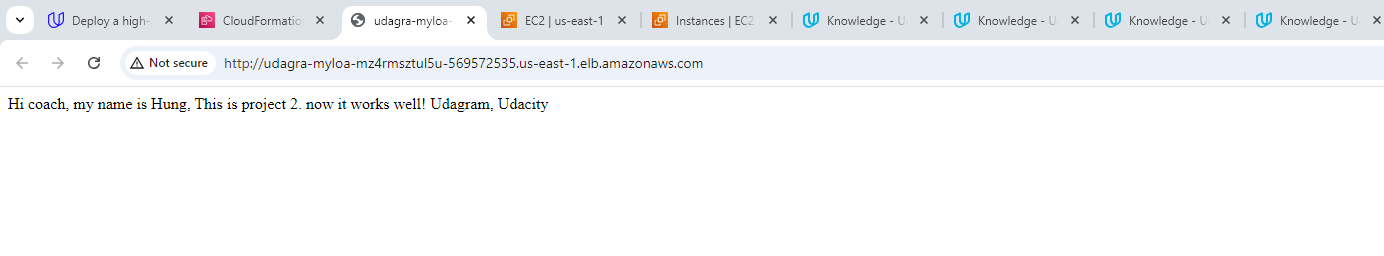 Deploy a high-
CloudFormatio
udagra-myloa-
EC2 | us-east-1
Instances | EC2
Knowledge - U
Knowledge - U
Knowledge - U
Knowledge - U
Not secure
http://udagra-myloa-mz4rmsztul5u-569572535.us-east-1.elb.amazonaws.com
Hi coach, my name is Hung, This is project 2. now it works well! Udagram, Udacity